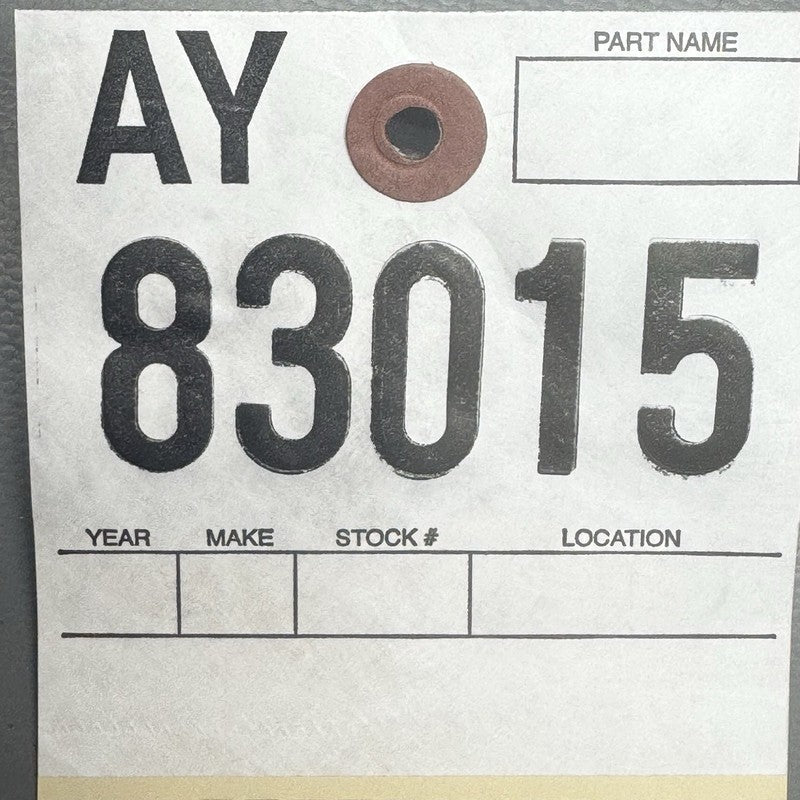 AY
PART NAME
83015
YEAR MAKE STOCK # LOCATION